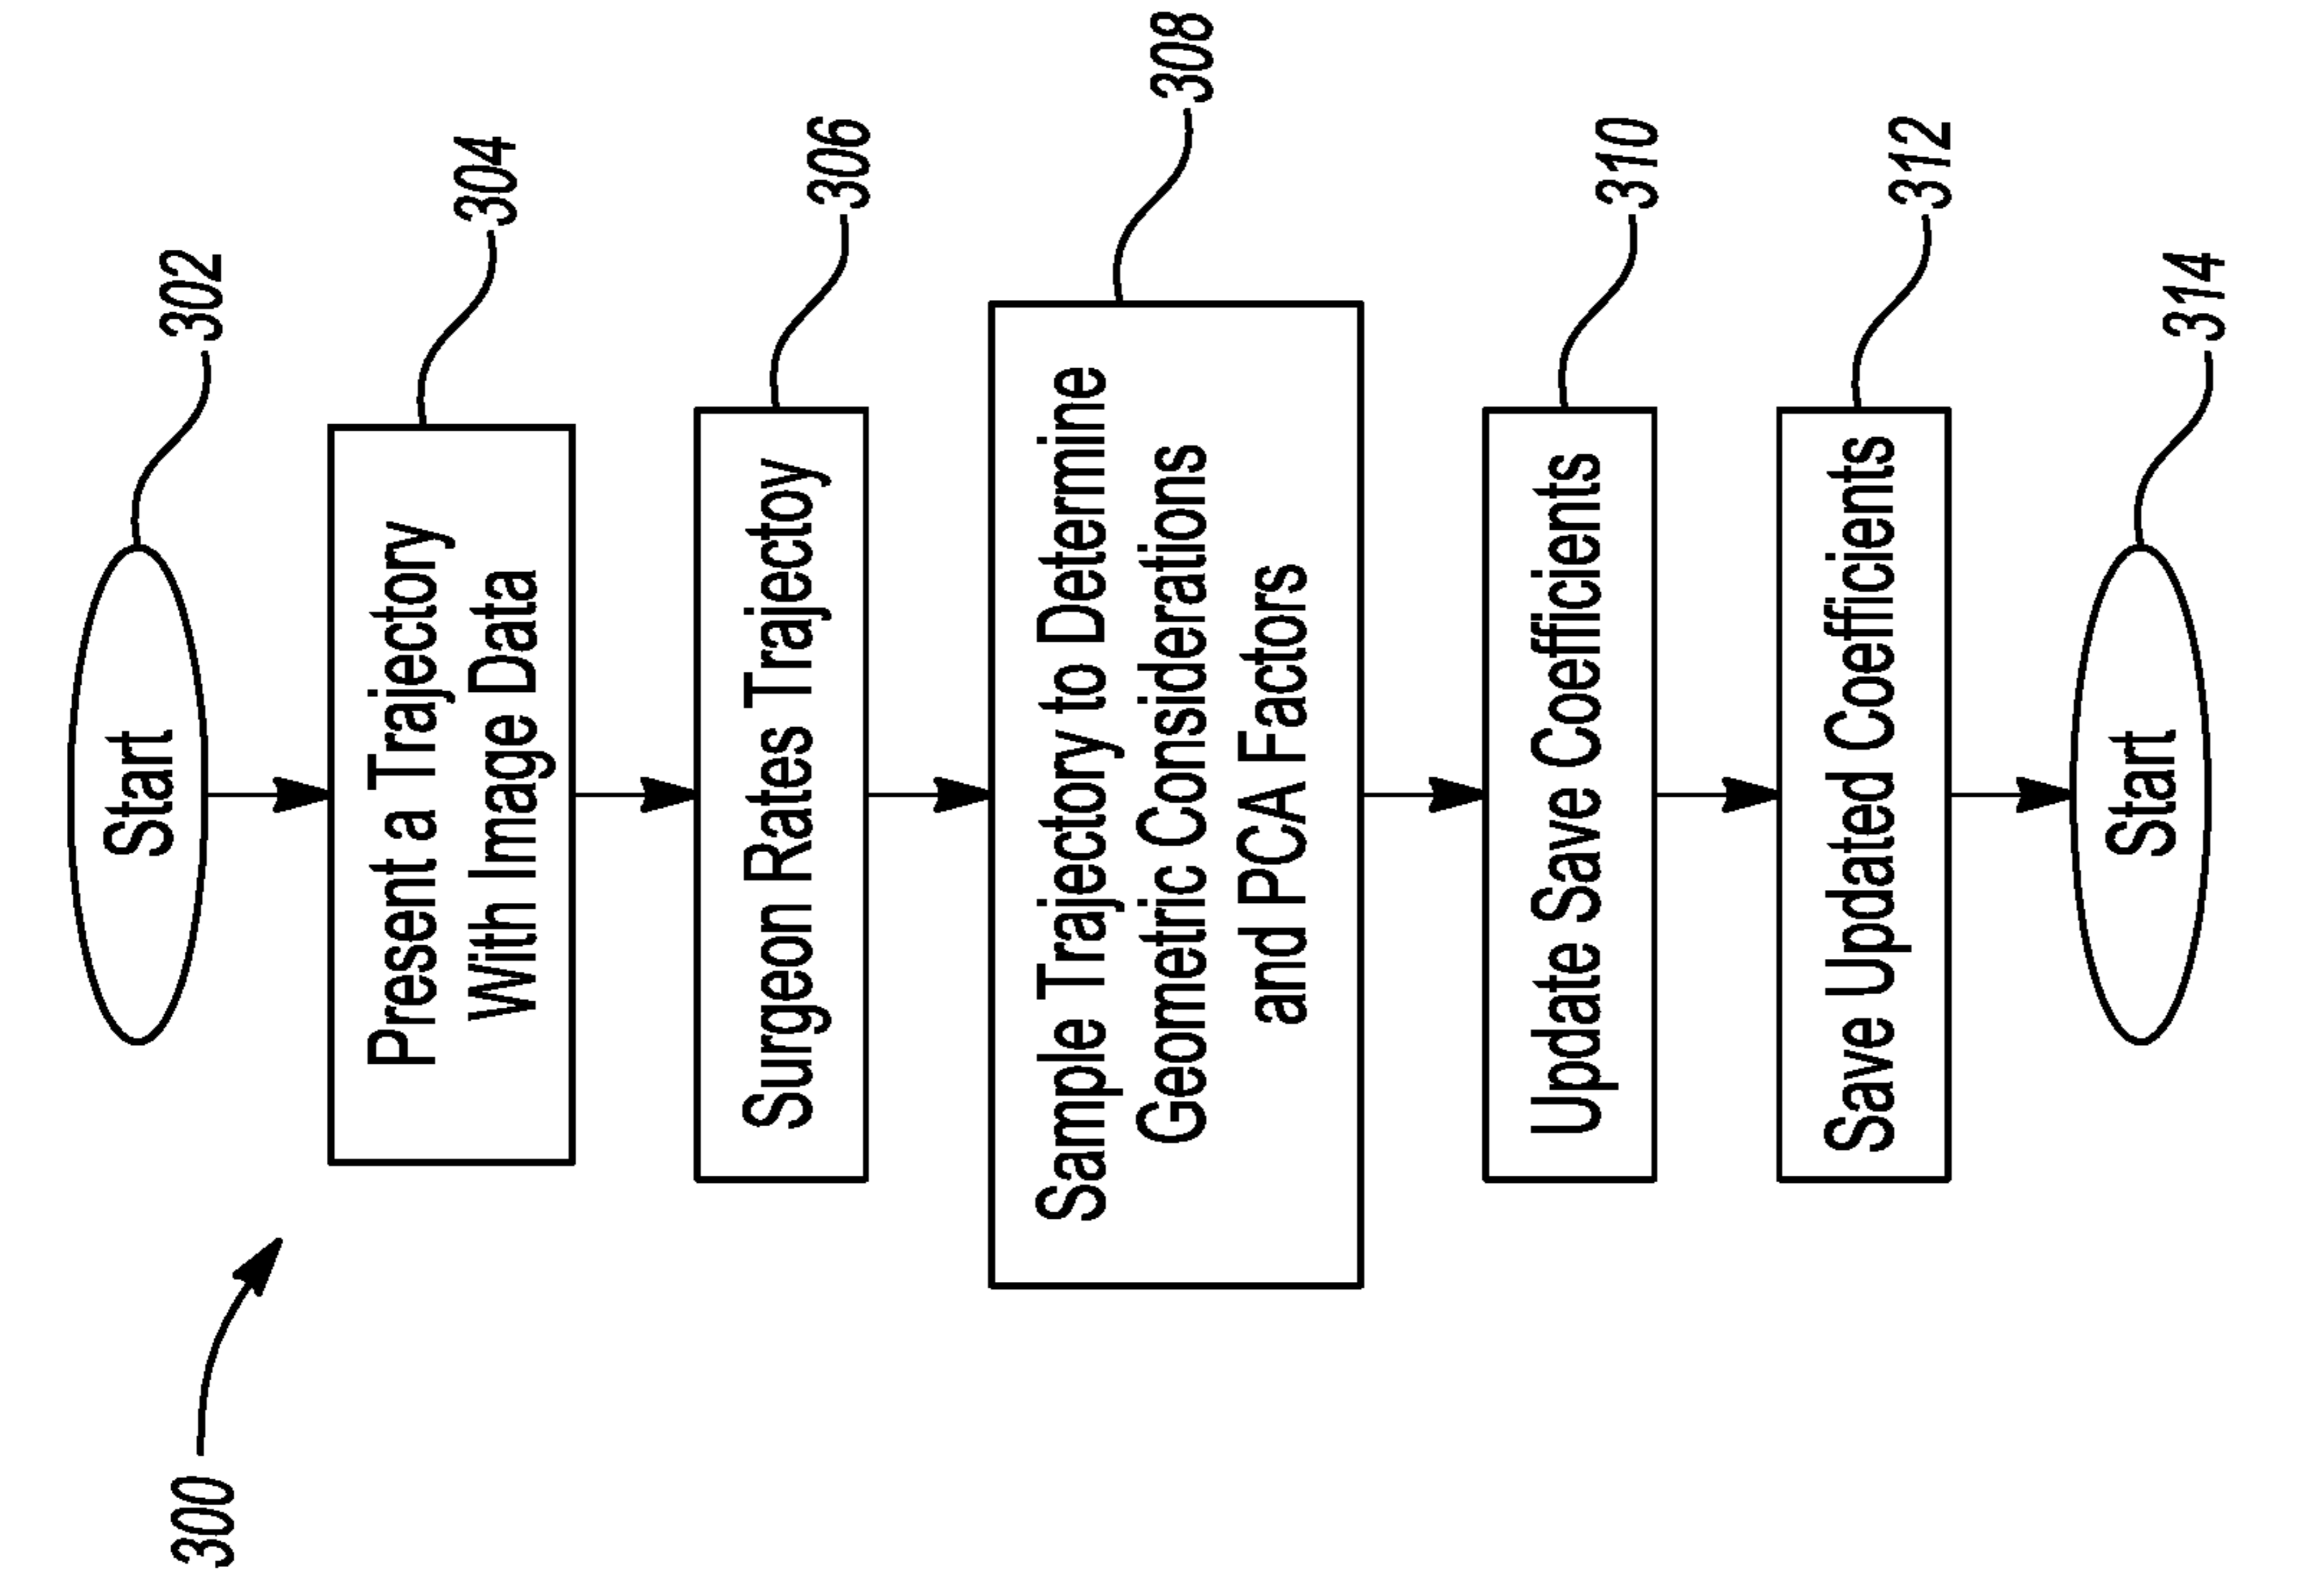 300
Start
302
Present a Trajectory
With Image Data
304
Surgeon Rates Trajectoy
306
Sample Trajectory to Determine
Geometric Considerations
and PCA Factors
308
Update Save Coefficients
310
Save Updated Coefficients
312
Start
314